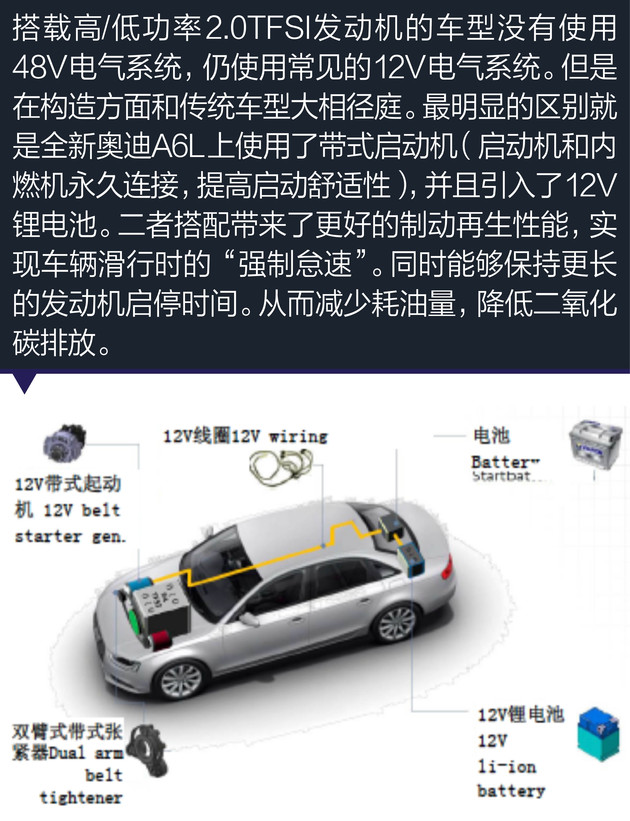 搭载高/低功率2.0TFSI发动机的车型没有使用
48V电气系统，仍使用常见的12V电气系统。但是
在构造方面和传统车型大相径庭。最明显的区别就
是全新奥迪A6L上使用了带式启动机（启动机和内
燃机永久连接，提高启动舒适性），并且引入了12V
锂电池。二者搭配带来了更好的制动再生性能，实
现车辆滑行时的“强制怠速”。同时能够保持更长
的发动机启停时间。从而减少耗油量，降低二氧化
碳排放。
12V线圈12V wiring
电池
Battery
Startbat..
12V带式起动
机 12V belt
starter gen.
双臂式带式张
紧器Dual arm
belt
tightener
12V锂电池
12V
li-ion
battery